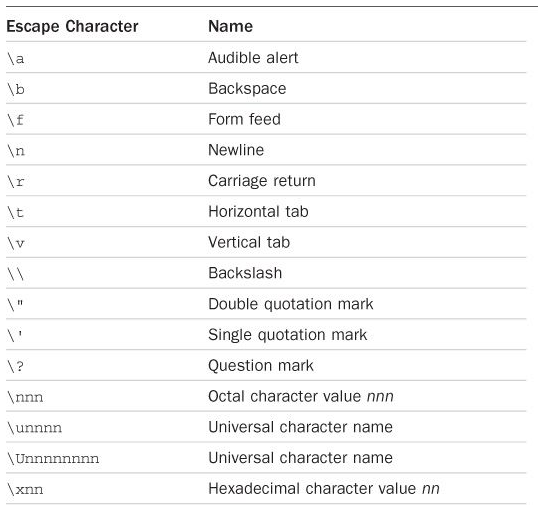 Escape Character Name
\a Audible alert
\b Backspace
\f Form feed
\n Newline
\r Carriage return
\t Horizontal tab
\v Vertical tab
\\ Backslash
\" Double quotation mark
\' Single quotation mark
\? Question mark
\nnn Octal character value nnn
\unnnn Universal character name
\Unnnnnnnn Universal character name
\xnn Hexadecimal character value nn